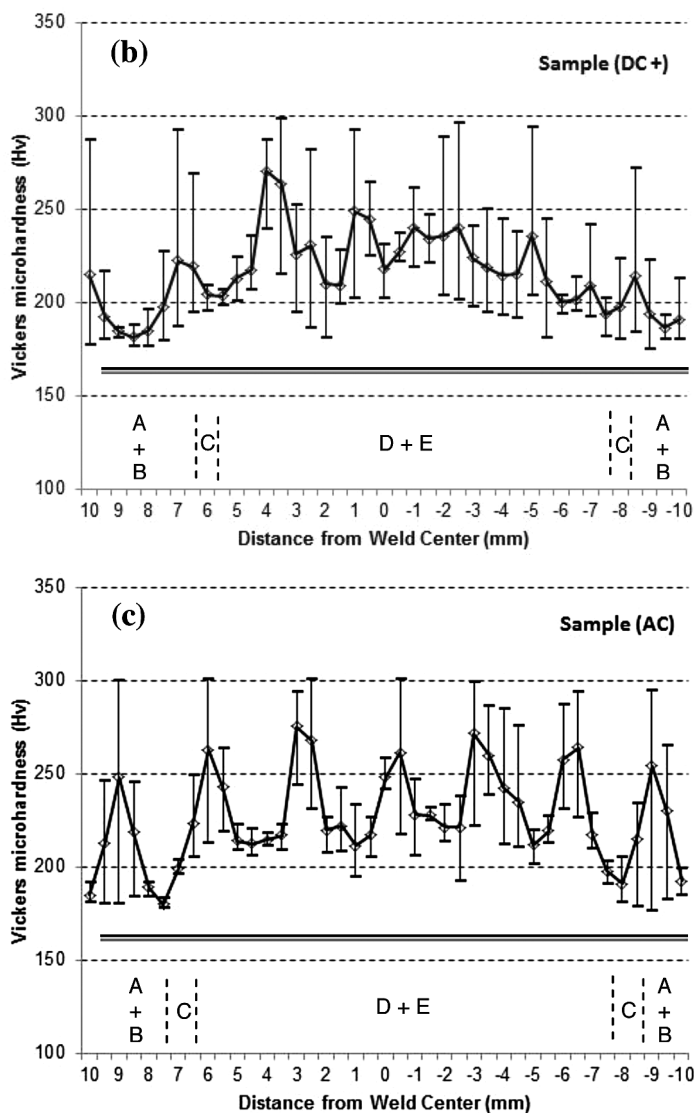 (b)
Sample (DC +)
Vickers microhardness (Hv)
350
300
250
200
150
100
A
+
B
C
D + E
C
A
+
B
10 9 8 7 6 5 4 3 2 1 0 -1 -2 -3 -4 -5 -6 -7 -8 -9 -10
Distance from Weld Center (mm)
(c)
Sample (AC)
Vickers microhardness (Hv)
350
300
250
200
150
100
A
+
B
C
D + E
C
A
+
B
10 9 8 7 6 5 4 3 2 1 0 -1 -2 -3 -4 -5 -6 -7 -8 -9 -10
Distance from Weld Center (mm)